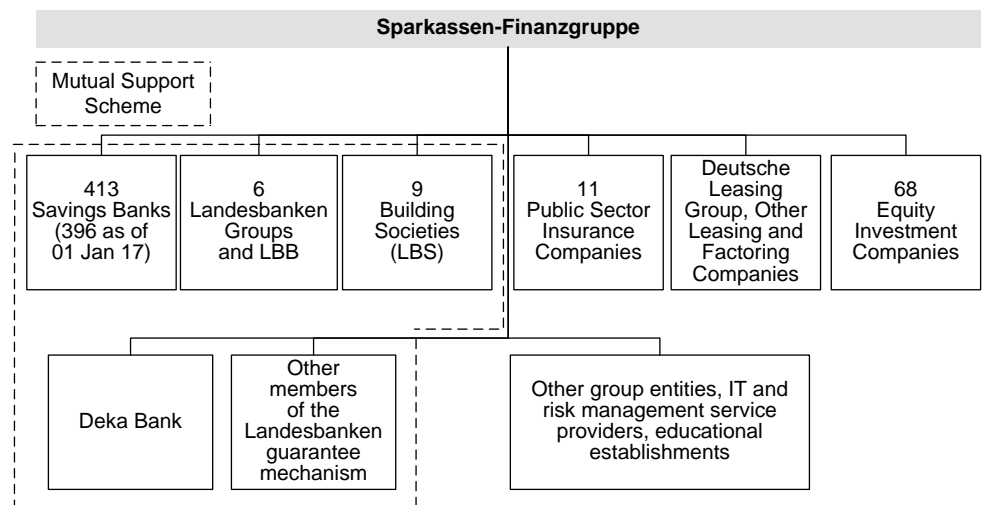 Sparkassen-Finanzgruppe
Mutual Support
Scheme
413
Savings Banks
(396 as of
01 Jan 17)
6
Landesbanken
Groups
and LBB
9
Building
Societies
(LBS)
11
Public Sector
Insurance
Companies
Deutsche
Leasing
Group, Other
Leasing and
Factoring
Companies
68
Equity
Investment
Companies
Deka Bank
Other
members
of the
Landesbanken
guarantee
mechanism
Other group entities, IT and
risk management service
providers, educational
establishments